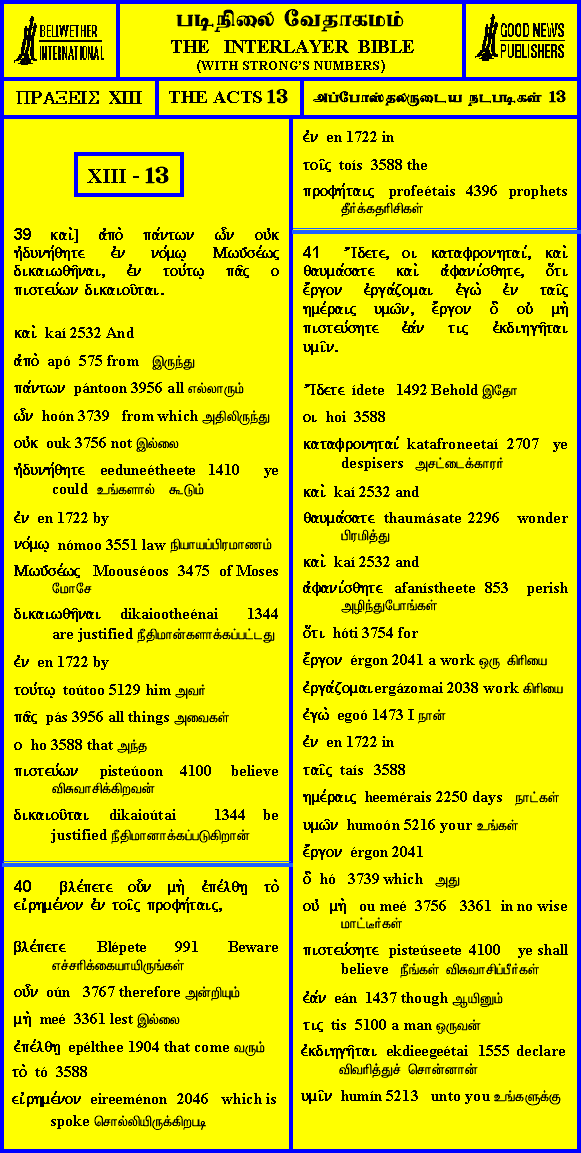 BELLWETHER
INTERNATIONAL
படிநிலை வேதாகமம்
THE INTERLAYER BIBLE
(WITH STRONG'S NUMBERS)
GOOD NEWS
PUBLISHERS
ΠΡΑΞΕΙΣ XIII
THE ACTS 13
அப்போஸ்தலருடைய நடபடிகள் 13
XIII - 13
39 καὶ] ἀπὸ πάντων ὧν οὐκ
ἠδυνήθητε ἐν νόμῳ Μωΰσέως
δικαιωθῆναι, ἐν τούτῳ πᾶς ο
πιστεύων δικαιοῦται.
καὶ kaí 2532 And
ἀπὸ apó 575 from இருந்து
πάντων pántoon 3956 all எல்லாரும்
ὧν hoón 3739 from which அதிலிருந்து
οὐκ ouk 3756 not இல்லை
ἠδυνήθητε eeduneétheete 1410 ye
could உங்களால் கூடும்
ἐν en 1722 by
νόμῳ nómoo 3551 law நியாயப்பிரமாணம்
Μωΰσέως Moouséoos 3475 of Moses
மோசே
δικαιωθῆναι dikaiootheénai 1344
are justified நீதிமான்களாக்கப்பட்டது
ἐν en 1722 by
τούτῳ toútoo 5129 him அவர்
πᾶς pás 3956 all things அவைகள்
ο ho 3588 that அந்த
πιστεύων pisteúoon 4100 believe
விசுவாசிக்கிறவன்
δικαιοῦται dikaioútai 1344 be
justified நீதிமானாக்கப்படுகிறான்
40 βλέπετε οὖν μὴ ἐπέλθῃ τὸ
εἰρημένον ἐν τοῖς προφήταις,
βλέπετε Blépete 991 Beware
எச்சரிக்கையாயிருங்கள்
οὖν oún 3767 therefore அன்றியும்
μὴ meé 3361 lest இல்லை
ἐπέλθῃ epélthee 1904 that come வரும்
τὸ tó 3588
εἰρημένον eireeménon 2046 which is
spoke சொல்லியிருக்கிறபடி
ἐν en 1722 in
τοῖς toís 3588 the
προφήταις profeétais 4396 prophets
தீர்க்கதரிசிகள்
41 Ἴδετε, οι καταφρονηταί, καὶ
θαυμάσατε καὶ ἀφανίσθητε, ὅτι
ἔργον ἐργάζομαι ἐγὼ ἐν ταῖς
ημέραις υμῶν, ἔργον ὃ οὐ μὴ
πιστεύσητε ἐάν τις ἐκδιηγῆται
υμῖν.
Ἴδετε ídete 1492 Behold இதோ
οι hoi 3588
καταφρονηταί katafroneetaí 2707 ye
despisers அசட்டைக்காரர்
καὶ kaí 2532 and
θαυμάσατε thaumásate 2296 wonder
பிரமித்து
καὶ kaí 2532 and
ἀφανίσθητε afanístheete 853 perish
அழிந்துபோங்கள்
ὅτι hóti 3754 for
ἔργον érgon 2041 a work ஒரு கிரியை
ἐργάζομαι ergázomai 2038 work கிரியை
ἐγὼ egoó 1473 I நான்
ἐν en 1722 in
ταῖς taís 3588
ημέραις heemérais 2250 days நாட்கள்
υμῶν humoón 5216 your உங்கள்
ἔργον érgon 2041
ὃ hó 3739 which அது
οὐ μὴ ou meé 3756 3361 in no wise
மாட்டீர்கள்
πιστεύσητε pisteúseete 4100 ye shall
believe நீங்கள் விசுவாசிப்பீர்கள்
ἐάν eán 1437 though ஆயினும்
τις tis 5100 a man ஒருவன்
ἐκδιηγῆται ekdieegeétai 1555 declare
விவரித்துச் சொன்னான்
υμῖν humín 5213 unto you உங்களுக்கு